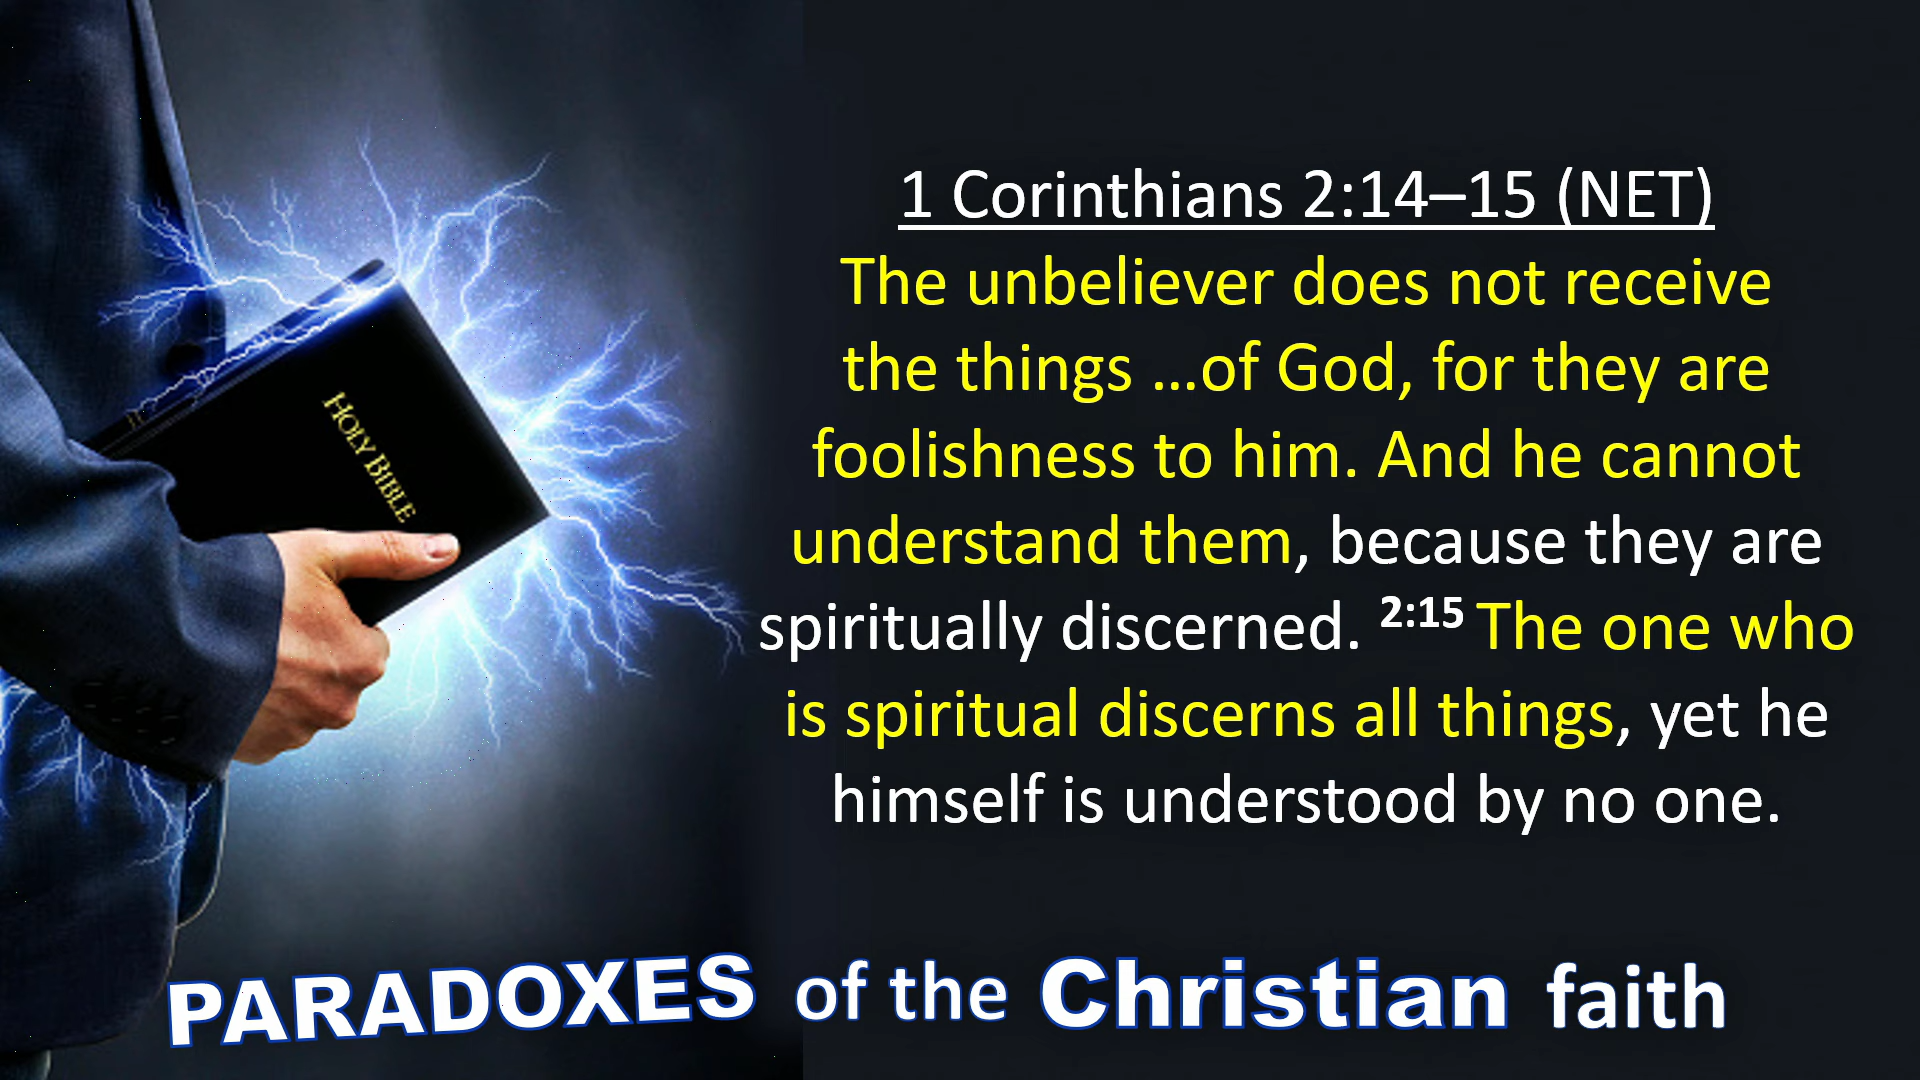 HOLY BIBLE
1 Corinthians 2:14–15 (NET)
The unbeliever does not receive
the things …of God, for they are
foolishness to him. And he cannot
understand them, because they are
spiritually discerned. 2:15 The one who
is spiritual discerns all things, yet he
himself is understood by no one.
PARADOXES of the Christian faith